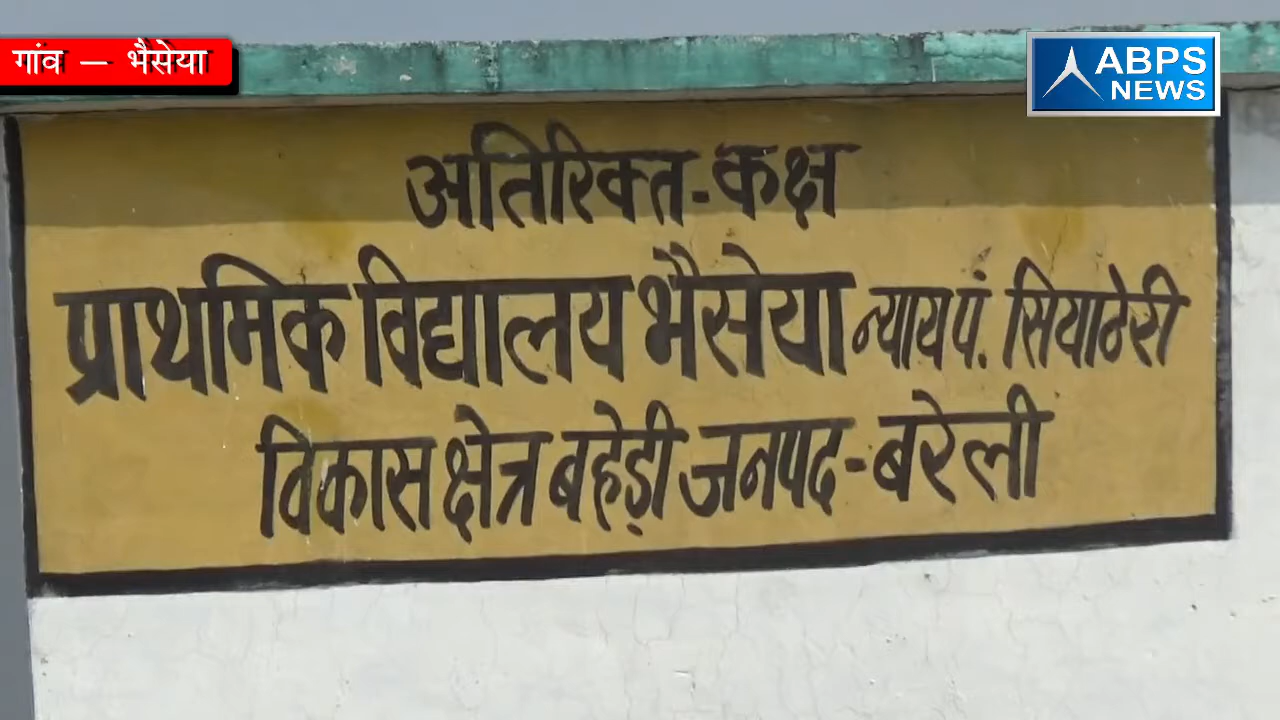 गांव — भैसेया
ABPS
NEWS
अतिरिक्त-कक्ष
प्राथमिक विद्यालय भैसेया न्याय पं. सियाठेरी
विकास क्षेत्र बहेड़ी जनपद-बरेली